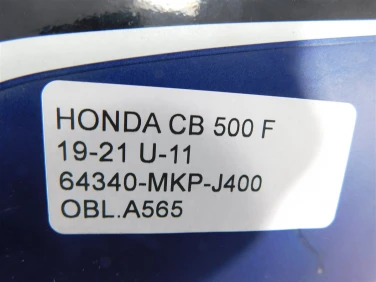 HONDA CB 500 F
19-21 U-11
64340-MKP-J400
OBL.A565